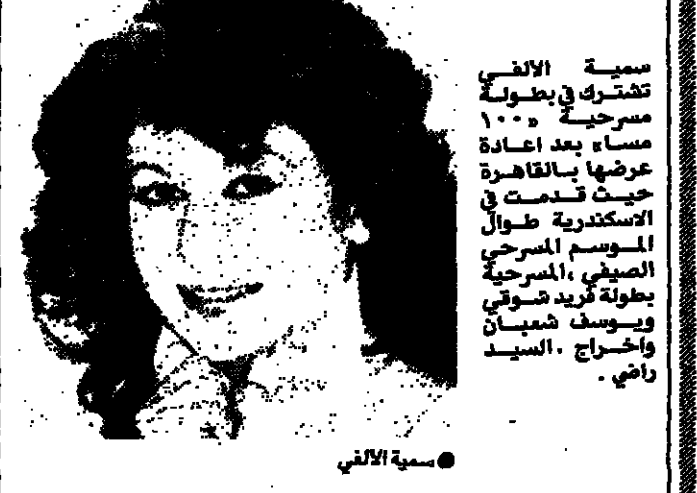 سمية الالفي
تشترك في بطولة
مسرحية «١٠٠
مسا» بعد اعادة
عرضها بالقاهرة
حيث قدمت في
الاسكندرية طوال
الموسم المسرحي
الصيفي ،المسرحية
بطولة فريد شوقي
ويوسف شعبان
واخراج ، السيد
راضي .
● سمية الالفي